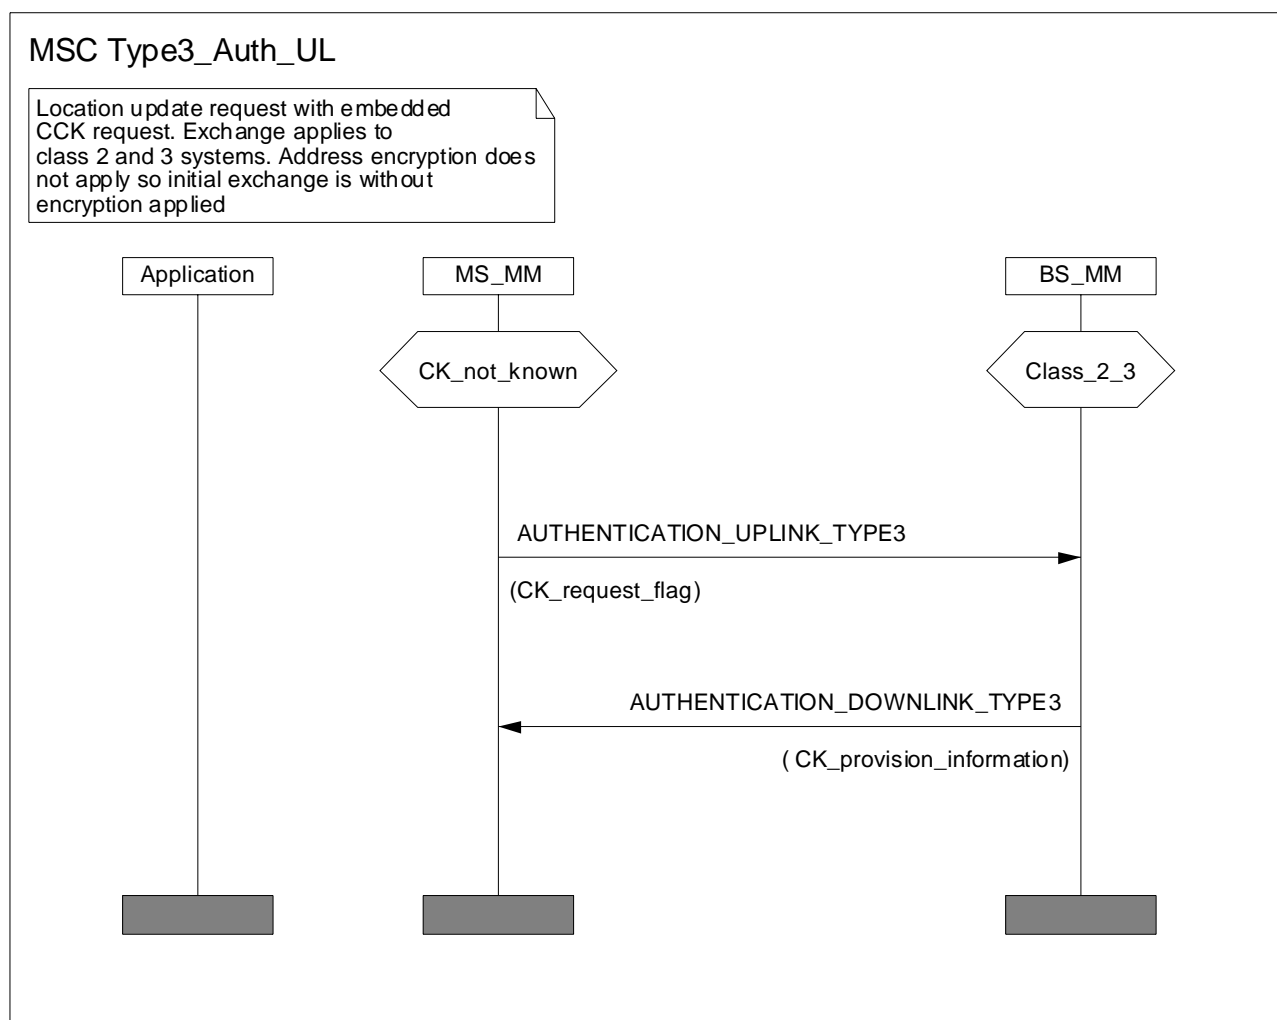 MSC Type3_Auth_UL
Location update request with embedded
CCK request. Exchange applies to
class 2 and 3 systems. Address encryption does
not apply so initial exchange is without
encryption applied
Application
MS_MM
BS_MM
CK_not_known
Class_2_3
AUTHENTICATION_UPLINK_TYPE3
(CK_request_flag)
AUTHENTICATION_DOWNLINK_TYPE3
( CK_provision_information)